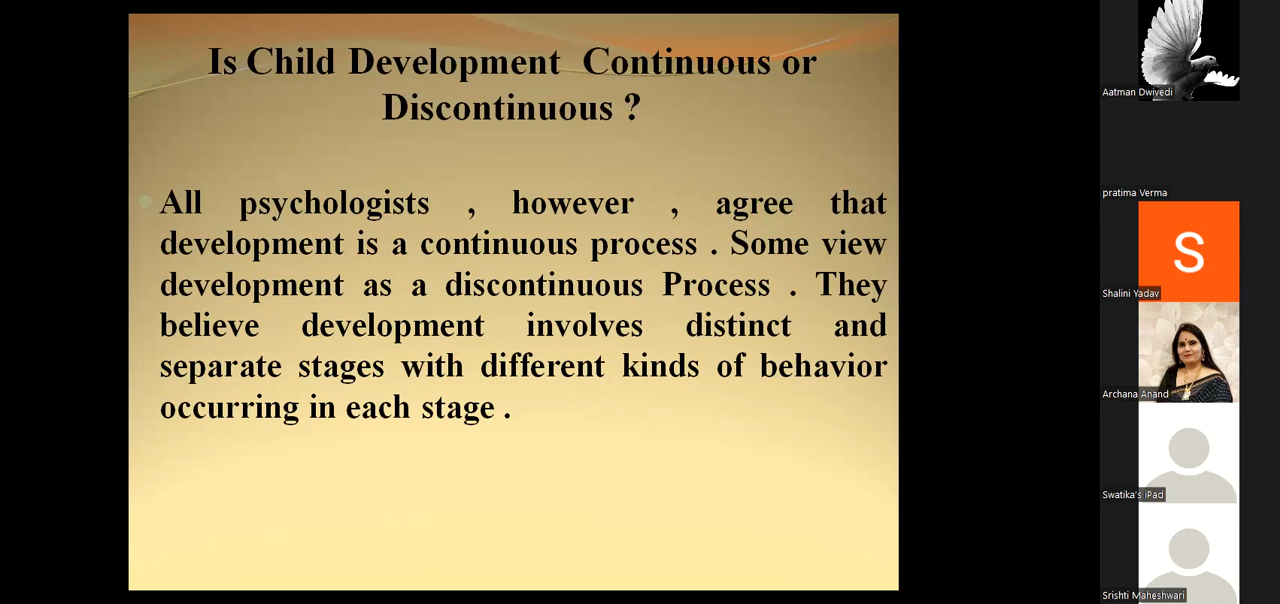 Is Child Development Continuous or
Discontinuous ?
All psychologists , however , agree that
development is a continuous process . Some view
development as a discontinuous Process . They
believe development involves distinct and
separate stages with different kinds of behavior
occurring in each stage .
Aatman Dwivedi
pratima Verma
S
Shalini Yadav
Archana Anand
Swatika's iPad
Srishti Maheshwari